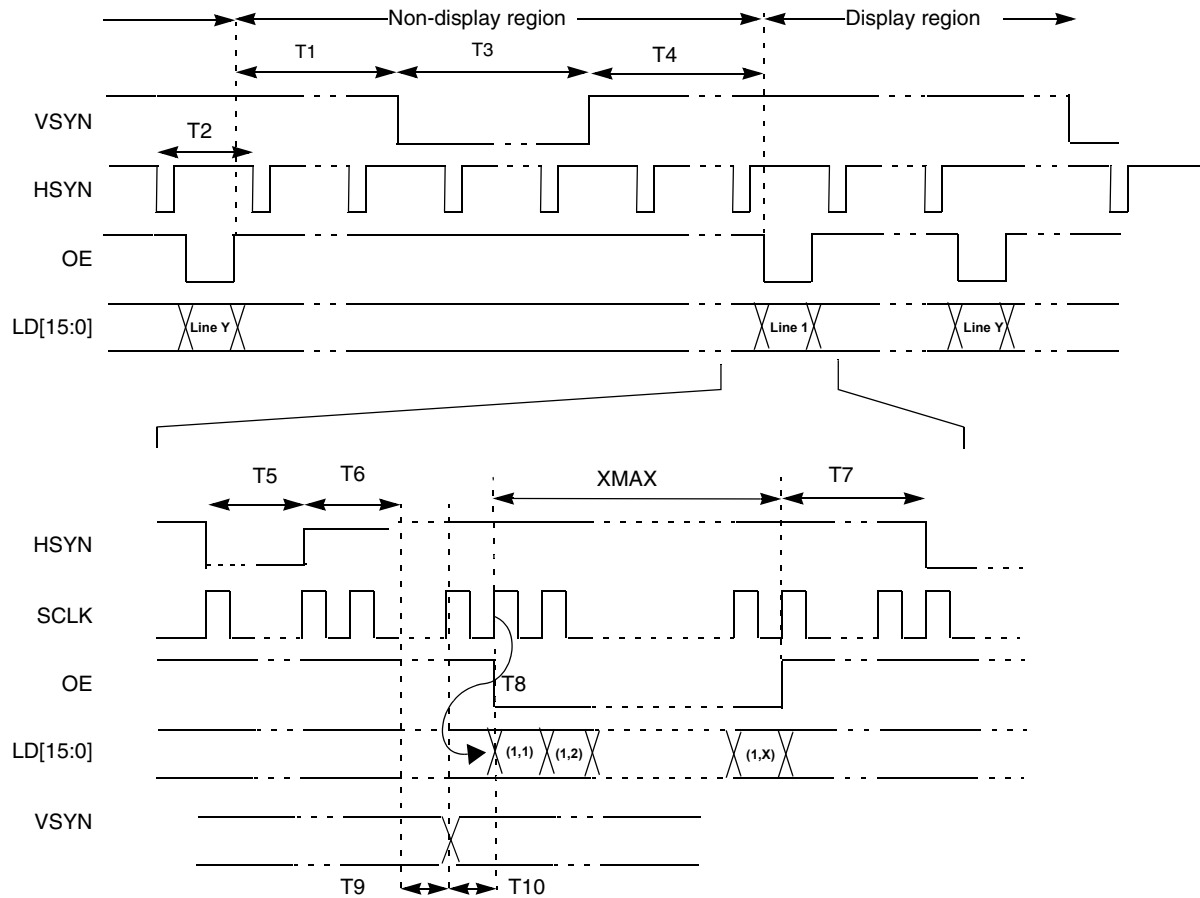 Non-display region
Display region
T1
T3
T4
VSYN
T2
HSYN
OE
LD[15:0]
Line Y
Line 1
Line Y
T5
T6
XMAX
T7
HSYN
SCLK
OE
T8
LD[15:0]
(1,1)
(1,2)
(1,X)
VSYN
T9
T10